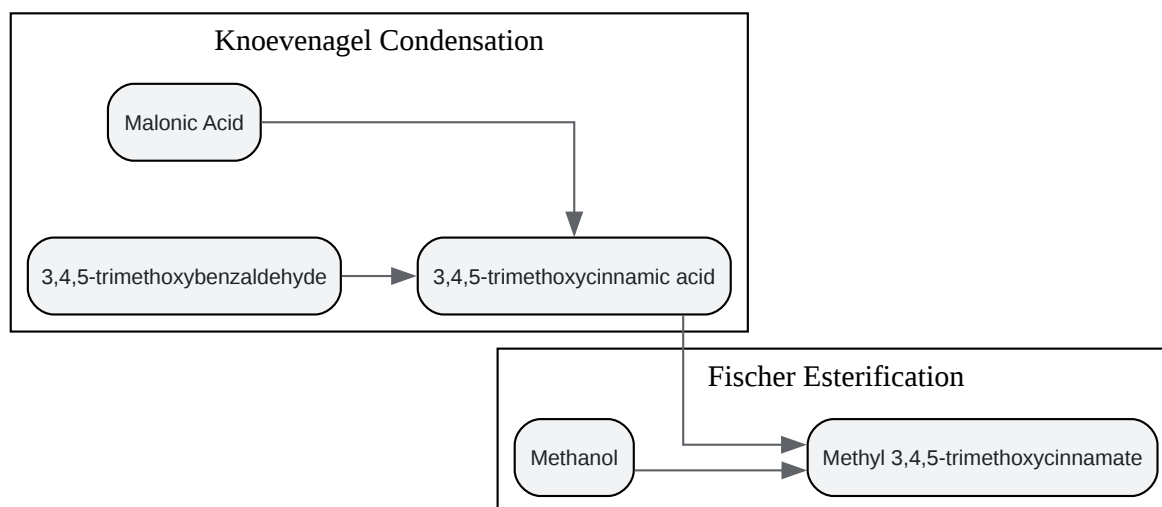 Knoevenagel Condensation
Malonic Acid
3,4,5-trimethoxybenzaldehyde
3,4,5-trimethoxycinnamic acid
Fischer Esterification
Methanol
Methyl 3,4,5-trimethoxycinnamate